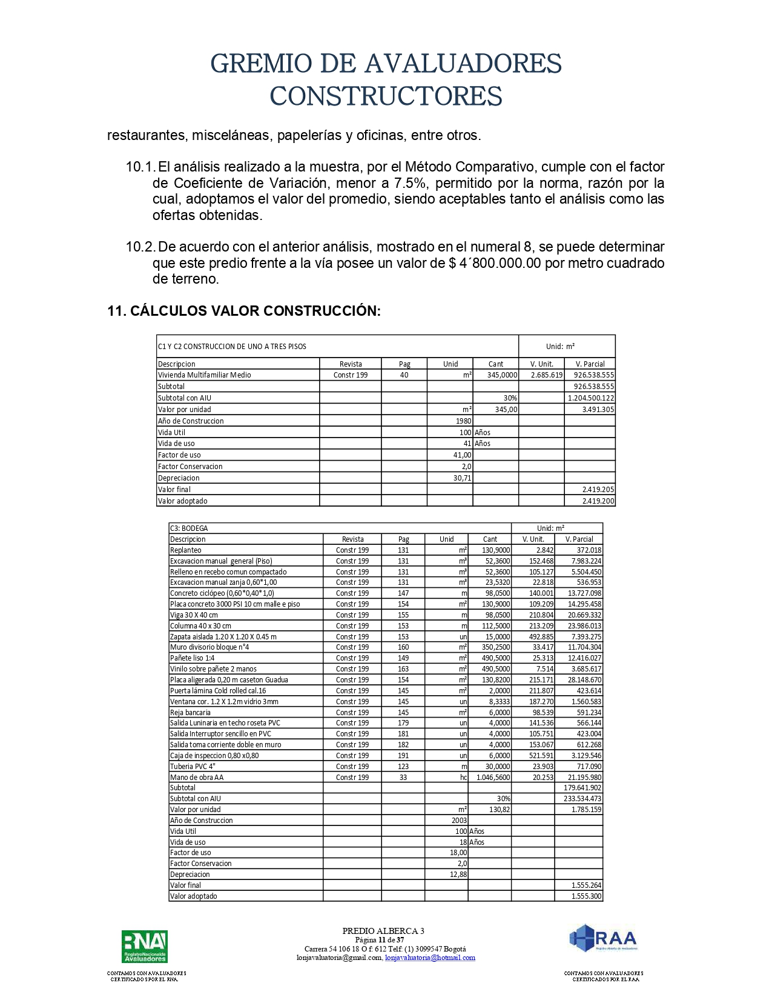 GREMIO DE AVALUADORES
CONSTRUCTORES
restaurantes, misceláneas, papelerías y oficinas, entre otros.
10.1. El análisis realizado a la muestra, por el Método Comparativo, cumple con el factor
de Coeficiente de Variación, menor a 7.5%, permitido por la norma, razón por la
cual, adoptamos el valor del promedio, siendo aceptables tanto el análisis como las
ofertas obtenidas.
10.2. De acuerdo con el anterior análisis, mostrado en el numeral 8, se puede determinar
que este predio frente a la vía posee un valor de $ 4´800.000.00 por metro cuadrado
de terreno.
11. CÁLCULOS VALOR CONSTRUCCIÓN:
C1 Y C2 CONSTRUCCION DE UNO A TRES PISOS Unid: m²
Descripcion Revista Pag Unid Cant V. Unit. V. Parcial
Vivienda Multifamiliar Medio Constr 199 40 m² 345,0000 2.685.619 926.538.555
Subtotal 926.538.555
Subtotal con AIU 30% 1.204.500.122
Valor por unidad m² 345,00 3.491.305
Año de Construccion 1980
Vida Util 100 Años
Vida de uso 41 Años
Factor de uso 41,00
Factor Conservacion 2,0
Depreciacion 30,71
Valor final 2.419.205
Valor adoptado 2.419.200
C3: BODEGA Unid: m²
Descripcion Revista Pag Unid Cant V. Unit. V. Parcial
Replanteo Constr 199 131 m² 130,9000 2.842 372.018
Excavacion manual general (Piso) Constr 199 131 m³ 52,3600 152.468 7.983.224
Relleno en recebo comun compactado Constr 199 131 m³ 52,3600 105.127 5.504.450
Excavacion manual zanja 0,60*1,00 Constr 199 131 m³ 23,5320 22.818 536.953
Concreto ciclópeo (0,60*0,40*1,0) Constr 199 147 m 98,0500 140.001 13.727.098
Placa concreto 3000 PSI 10 cm malle e piso Constr 199 154 m² 130,9000 109.209 14.295.458
Viga 30 X 40 cm Constr 199 155 m 98,0500 210.804 20.669.332
Columna 40 x 30 cm Constr 199 153 m 112,5000 213.209 23.986.013
Zapata aislada 1.20 X 1.20 X 0.45 m Constr 199 153 un 15,0000 492.885 7.393.275
Muro divisorio bloque n°4 Constr 199 160 m² 350,2500 33.417 11.704.304
Pañete liso 1:4 Constr 199 149 m² 490,5000 25.313 12.416.027
Vinilo sobre pañete 2 manos Constr 199 163 m² 490,5000 7.514 3.685.617
Placa aligerada 0,20 m caseton Guadua Constr 199 154 m² 130,8200 215.171 28.148.670
Puerta lámina Cold rolled cal.16 Constr 199 145 m² 2,0000 211.807 423.614
Ventana cor. 1.2 X 1.2m vidrio 3mm Constr 199 145 un 8,3333 187.270 1.560.583
Reja bancaria Constr 199 145 m² 6,0000 98.539 591.234
Salida Luninaria en techo roseta PVC Constr 199 179 un 4,0000 141.536 566.144
Salida Interruptor sencillo en PVC Constr 199 181 un 4,0000 105.751 423.004
Salida toma corriente doble en muro Constr 199 182 un 4,0000 153.067 612.268
Caja de inspeccion 0,80 x0,80 Constr 199 191 un 6,0000 521.591 3.129.546
Tuberia PVC 4" Constr 199 123 m 30,0000 23.903 717.090
Mano de obra AA Constr 199 33 hc 1.046,5600 20.253 21.195.980
Subtotal 179.641.902
Subtotal con AIU 30% 233.534.473
Valor por unidad m² 130,82 1.785.159
Año de Construccion 2003
Vida Util 100 Años
Vida de uso 18 Años
Factor de uso 18,00
Factor Conservacion 2,0
Depreciacion 12,88
Valor final 1.555.264
Valor adoptado 1.555.300
PREDIO ALBERCA 3
Página 11 de 37
Carrera 54 106 18 O f: 612 Telf: (1) 3099547 Bogotá
lonjavaluatoria@gmail.com, lonjavaluatoria@hotmail.com
RNA
Registro Nacional de
Avaluadores
CONTAMOS CON AVALUADORES
CERTIFICADOS POR EL RNA.
RAA
Registro Abierto de Avaluadores
CONTAMOS CON AVALUADORES
CERTIFICADOS POR EL RAA